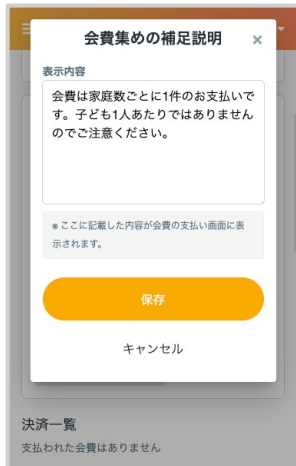 会費集めの補足説明 ×
表示内容
会費は家庭数ごとに1件のお支払いで
す。子ども1人あたりではありません
のでご注意ください。
※ ここに記載した内容が会費の支払い画面に表
示されます。
保存
キャンセル
決済一覧
支払われた会費はありません